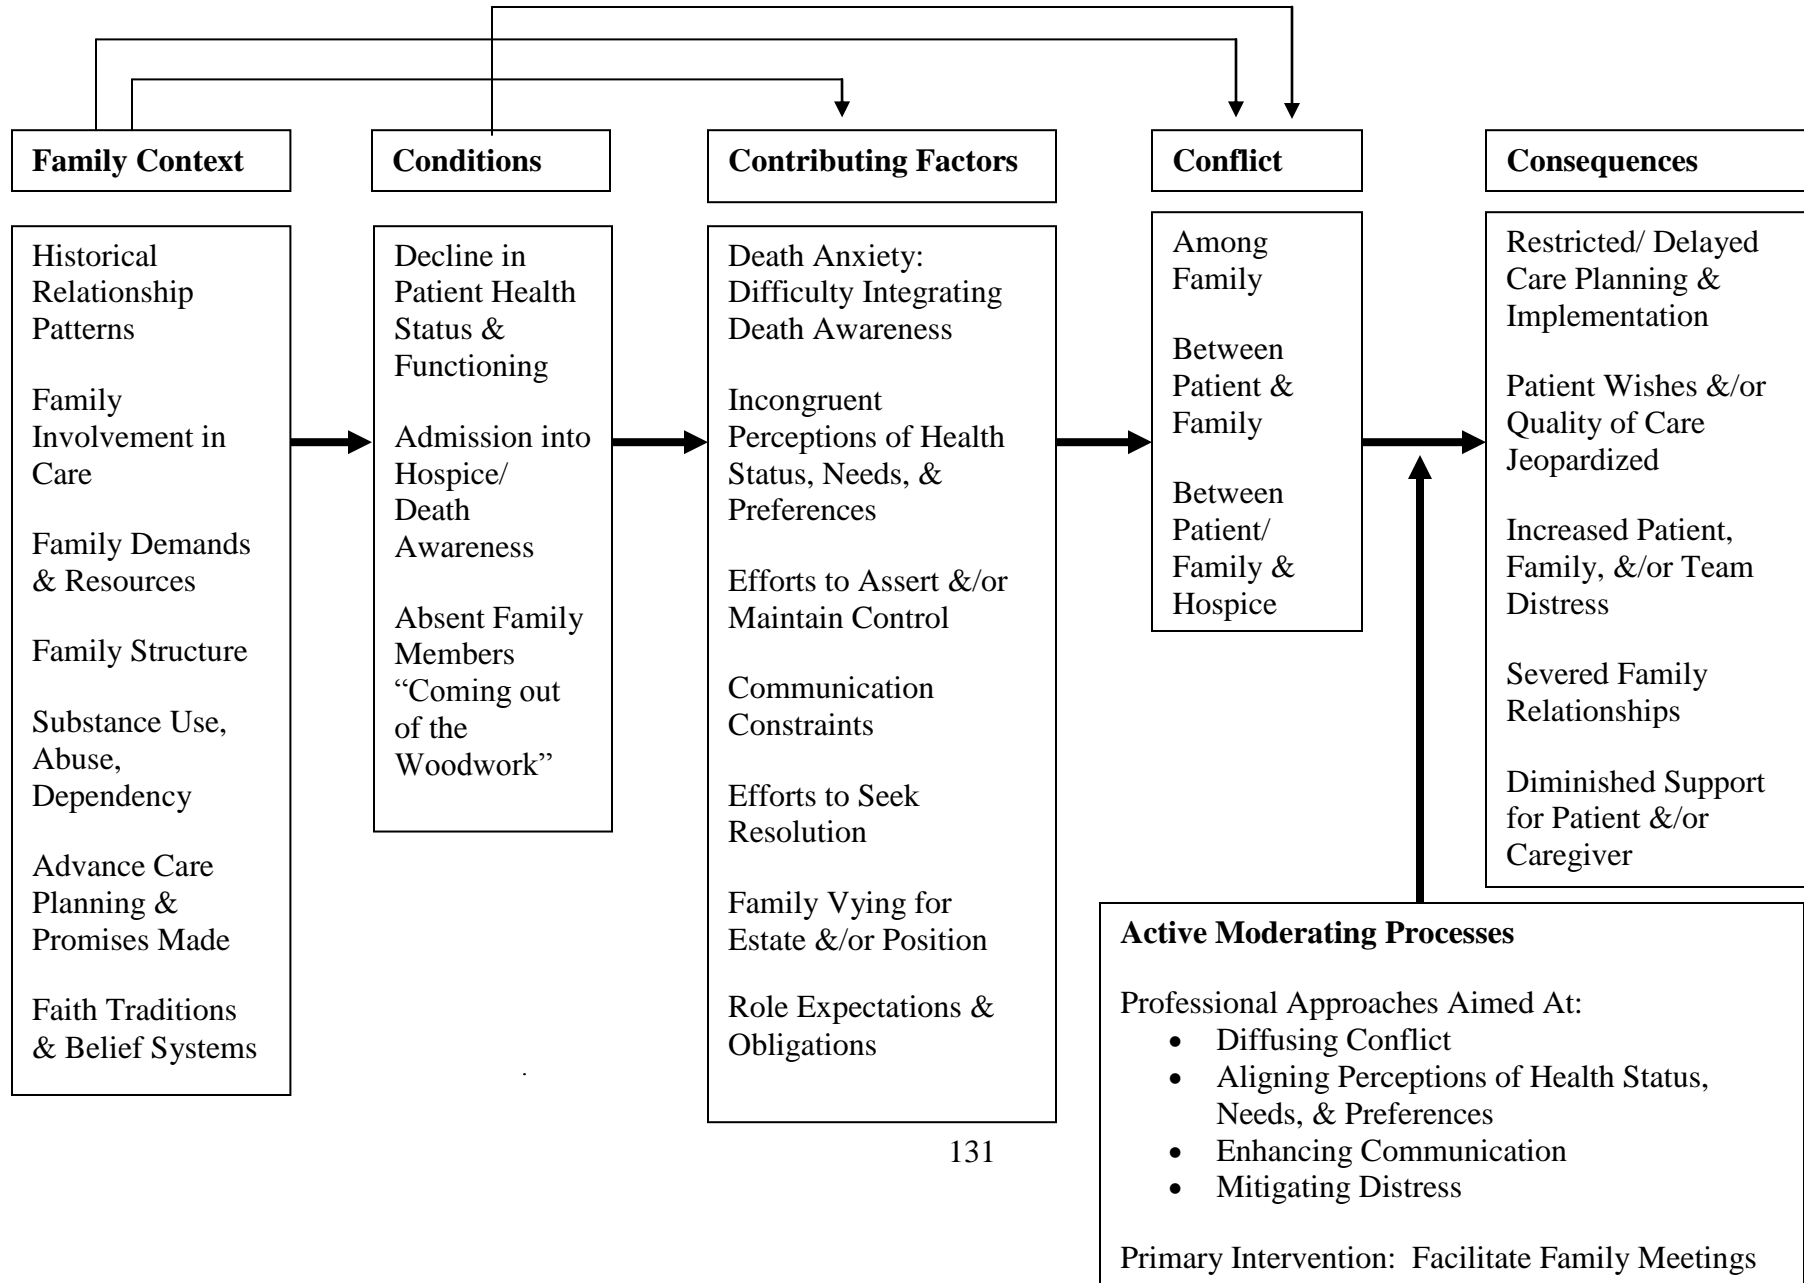 Family Context
Conditions
Contributing Factors
Conflict
Consequences
Historical
Relationship
Patterns
Family
Involvement in
Care
Family Demands
& Resources
Family Structure
Substance Use,
Abuse,
Dependency
Advance Care
Planning &
Promises Made
Faith Traditions
& Belief Systems
Decline in
Patient Health
Status &
Functioning
Admission into
Hospice/
Death
Awareness
Absent Family
Members
“Coming out
of the
Woodwork”
Death Anxiety:
Difficulty Integrating
Death Awareness
Incongruent
Perceptions of Health
Status, Needs, &
Preferences
Efforts to Assert &/or
Maintain Control
Communication
Constraints
Efforts to Seek
Resolution
Family Vying for
Estate &/or Position
Role Expectations &
Obligations
Among
Family
Between
Patient &
Family
Between
Patient/
Family &
Hospice
Restricted/ Delayed
Care Planning &
Implementation
Patient Wishes &/or
Quality of Care
Jeopardized
Increased Patient,
Family, &/or Team
Distress
Severed Family
Relationships
Diminished Support
for Patient &/or
Caregiver
Active Moderating Processes
Professional Approaches Aimed At:
• Diffusing Conflict
• Aligning Perceptions of Health Status,
Needs, & Preferences
• Enhancing Communication
• Mitigating Distress
Primary Intervention: Facilitate Family Meetings
.
131